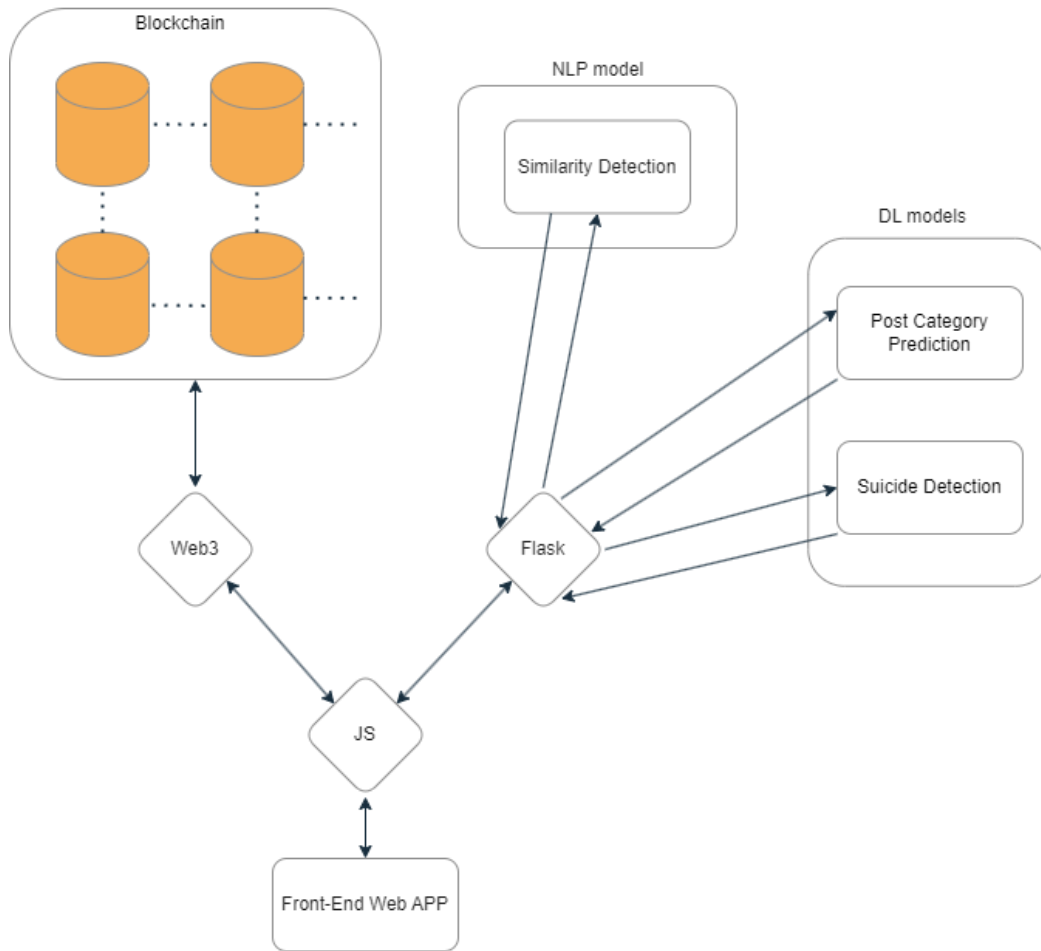 Blockchain
NLP model
Similarity Detection
DL models
Post Category
Prediction
Suicide Detection
Web3
Flask
JS
Front-End Web APP